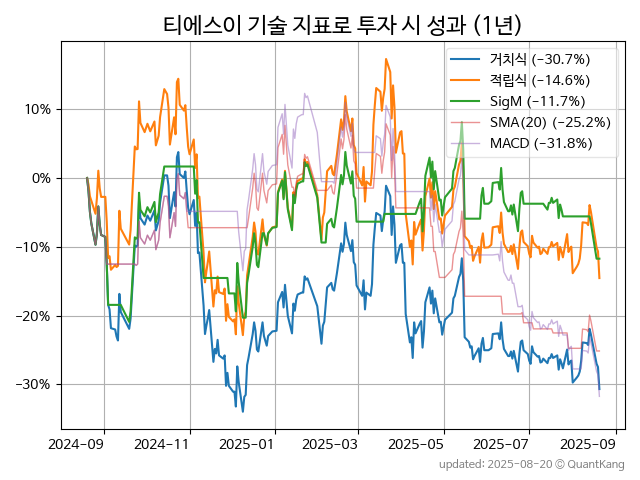 티에스이 기술 지표로 투자 시 성과 (1년)
거치식 (−30.7%)
적립식 (−14.6%)
SigM (−11.7%)
SMA(20) (−25.2%)
MACD (−31.8%)
10%
0%
−10%
−20%
−30%
2024-09 2024-11 2025-01 2025-03 2025-05 2025-07 2025-09
updated: 2025-08-20 © QuantKang